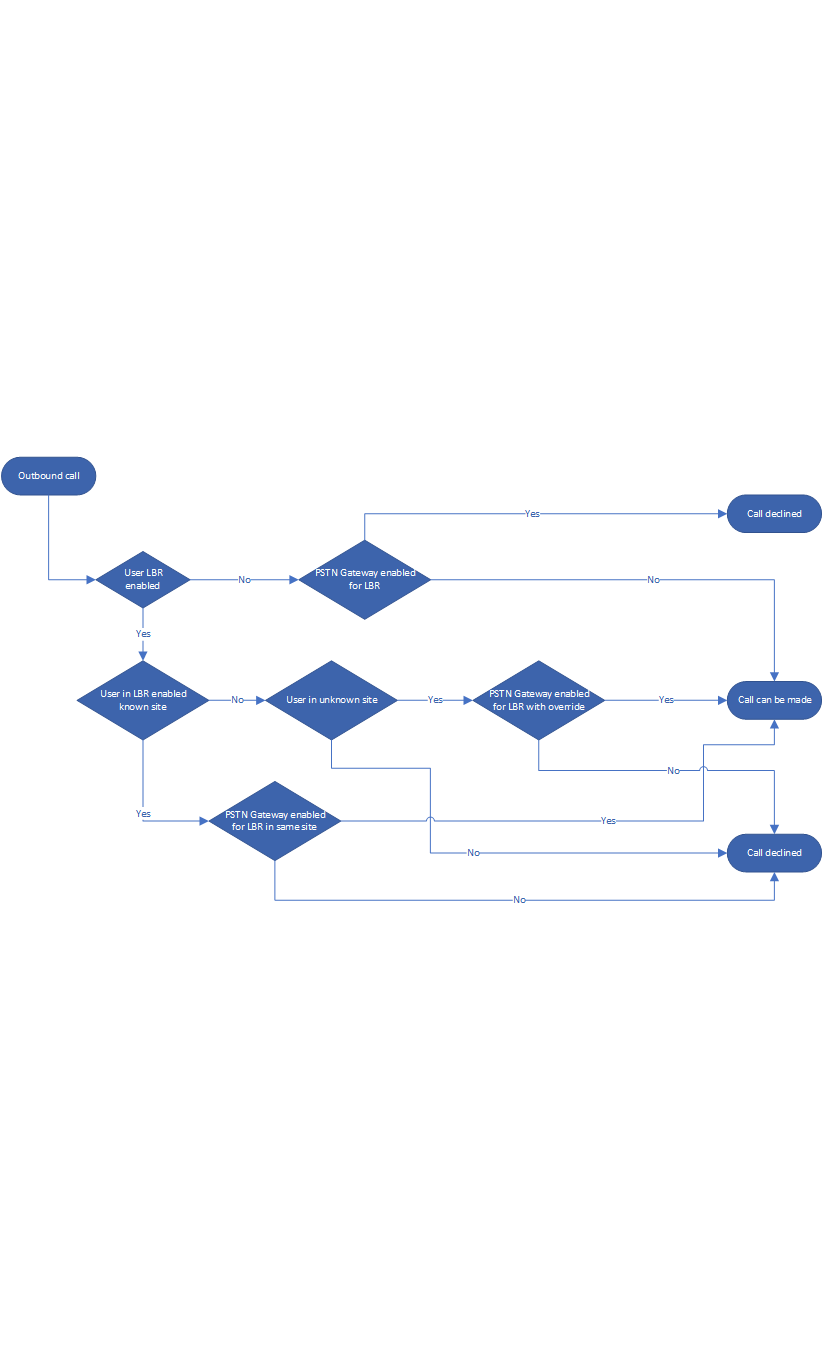 Outbound call
Yes
Call declined
User LBR
enabled
No
PSTN Gateway enabled
for LBR
No
Yes
User in LBR enabled
known site
No
User in unknown site
Yes
PSTN Gateway enabled
for LBR with override
Yes
Call can be made
No
Yes
PSTN Gateway enabled
for LBR in same site
Yes
No
Call declined
No